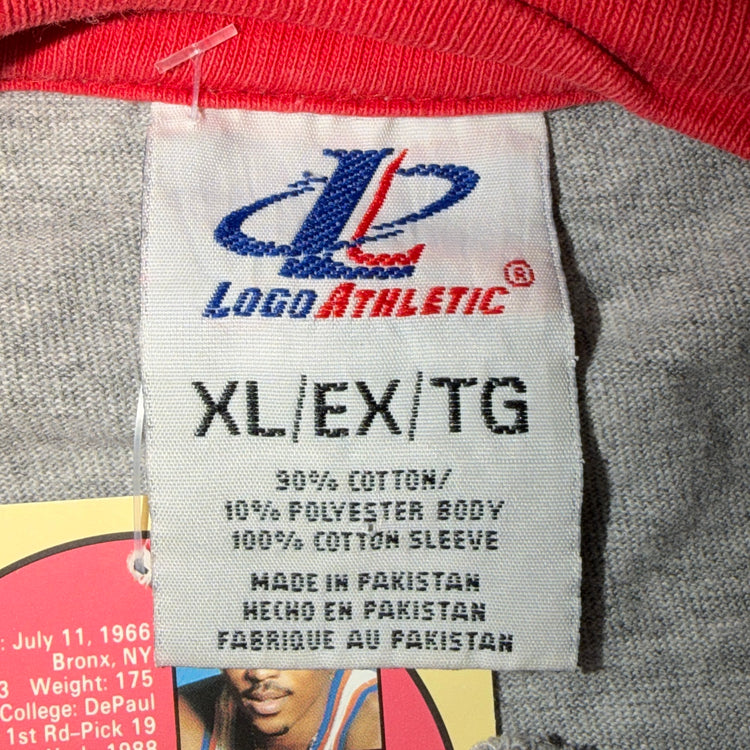 LOGO ATHLETIC ®
XL/EX/TG
90% COTTON/
10% POLYESTER BODY
100% COTTON SLEEVE
MADE IN PAKISTAN
HECHO EN PAKISTAN
FABRIQUE AU PAKISTAN
: July 11, 1966
Bronx, NY
3 Weight: 175
College: DePaul
1st Rd-Pick 19
1988